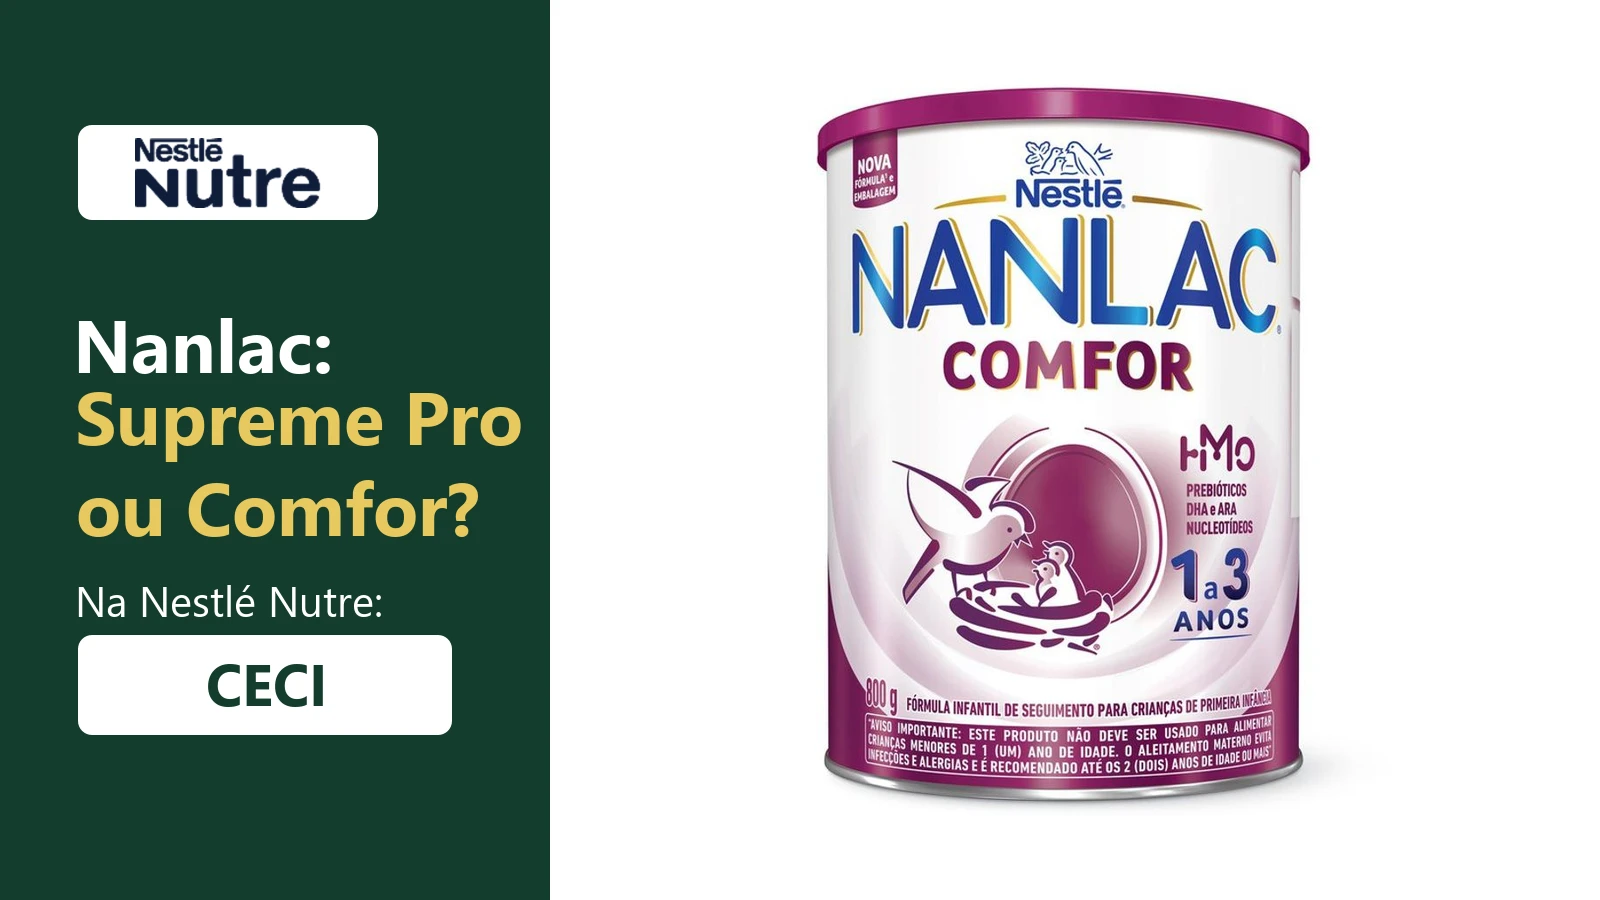 Nestlé
Nutre
Nanlac:
Supreme Pro
ou Comfor?
Na Nestlé Nutre:
CECI
NOVA
FÓRMULA¹ e
EMBALAGEM
Nestlé®
NANLAC®
COMFOR
HMO
PREBIÓTICOS
DHA e ARA
NUCLEOTÍDEOS
1 a 3
ANOS
800 g FÓRMULA INFANTIL DE SEGUIMENTO PARA CRIANÇAS DE PRIMEIRA INFÂNCIA
"AVISO IMPORTANTE: ESTE PRODUTO NÃO DEVE SER USADO PARA ALIMENTAR
CRIANÇAS MENORES DE 1 (UM) ANO DE IDADE. O ALEITAMENTO MATERNO EVITA
INFECÇÕES E ALERGIAS E É RECOMENDADO ATÉ OS 2 (DOIS) ANOS DE IDADE OU MAIS"